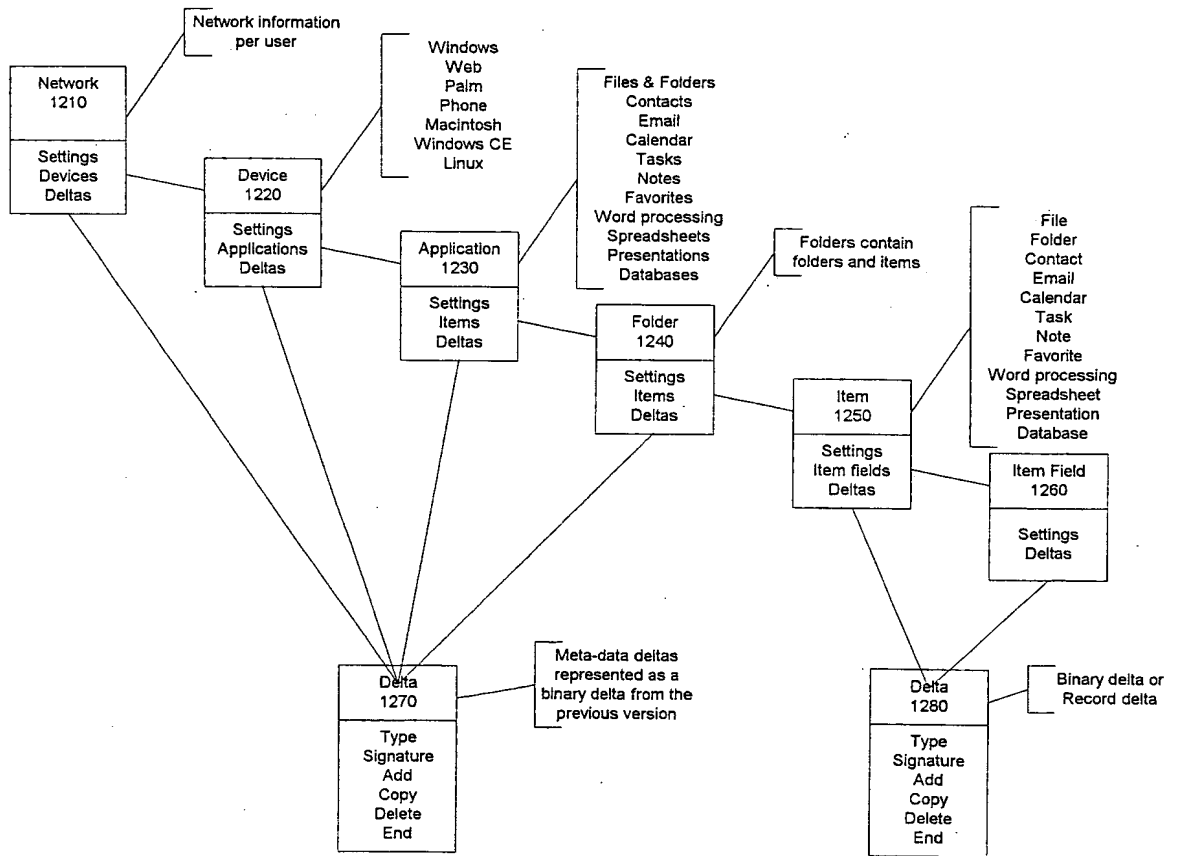 Network information
per user
Network
1210
Settings
Devices
Deltas
Windows
Web
Palm
Phone
Macintosh
Windows CE
Linux
Device
1220
Settings
Applications
Deltas
Files & Folders
Contacts
Email
Calendar
Tasks
Notes
Favorites
Word processing
Spreadsheets
Presentations
Databases
Application
1230
Settings
Items
Deltas
Folders contain
folders and items
Folder
1240
Settings
Items
Deltas
File
Folder
Contact
Email
Calendar
Task
Note
Favorite
Word processing
Spreadsheet
Presentation
Database
Item
1250
Settings
Item fields
Deltas
Item Field
1260
Settings
Deltas
Meta-data deltas
represented as a
binary delta from the
previous version
Delta
1270
Type
Signature
Add
Copy
Delete
End
Binary delta or
Record delta
Delta
1280
Type
Signature
Add
Copy
Delete
End